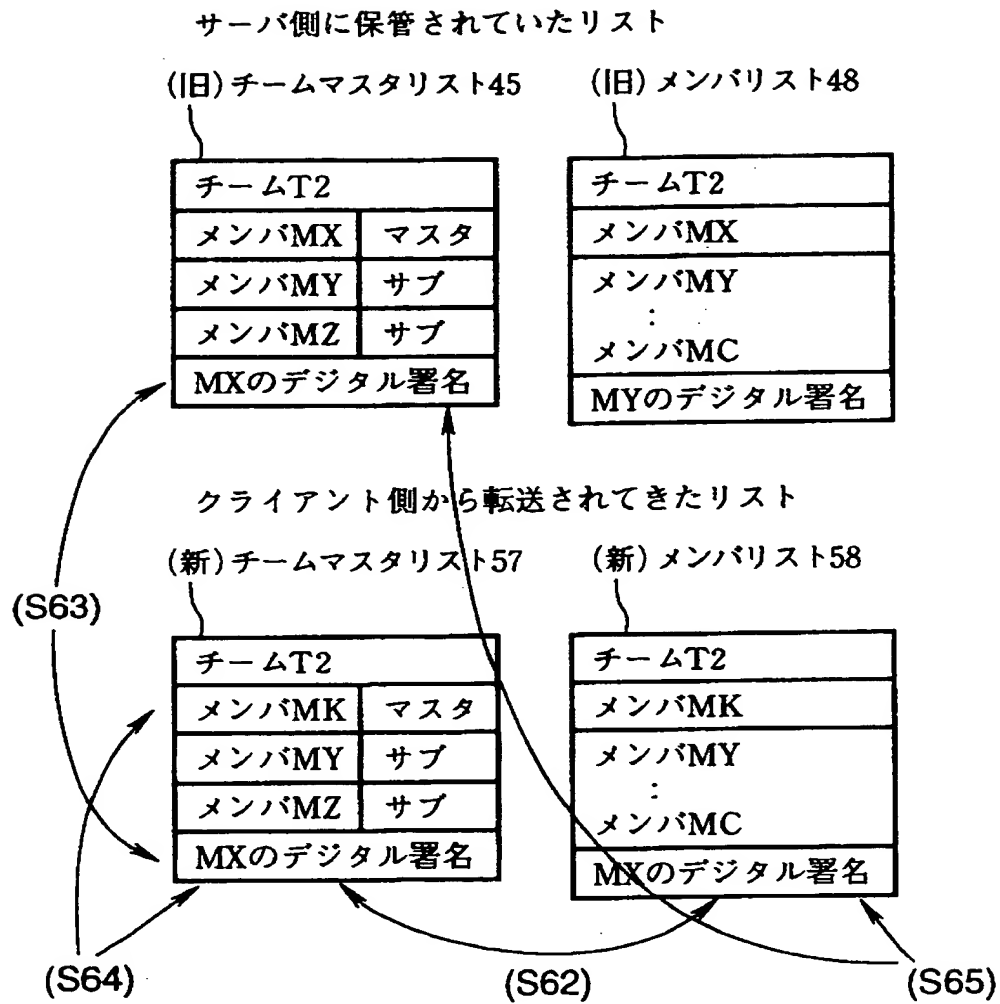 サーバ側に保管されていたリスト
(旧)チームマスタリスト45
チームT2
メンバMX マスタ
メンバMY サブ
メンバMZ サブ
MXのデジタル署名
(旧)メンバリスト48
チームT2
メンバMX
メンバMY
:
メンバMC
MYのデジタル署名
クライアント側から転送されてきたリスト
(新)チームマスタリスト57
チームT2
メンバMK マスタ
メンバMY サブ
メンバMZ サブ
MXのデジタル署名
(新)メンバリスト58
チームT2
メンバMK
メンバMY
:
メンバMC
MXのデジタル署名
(S63)
(S64)
(S62)
(S65)